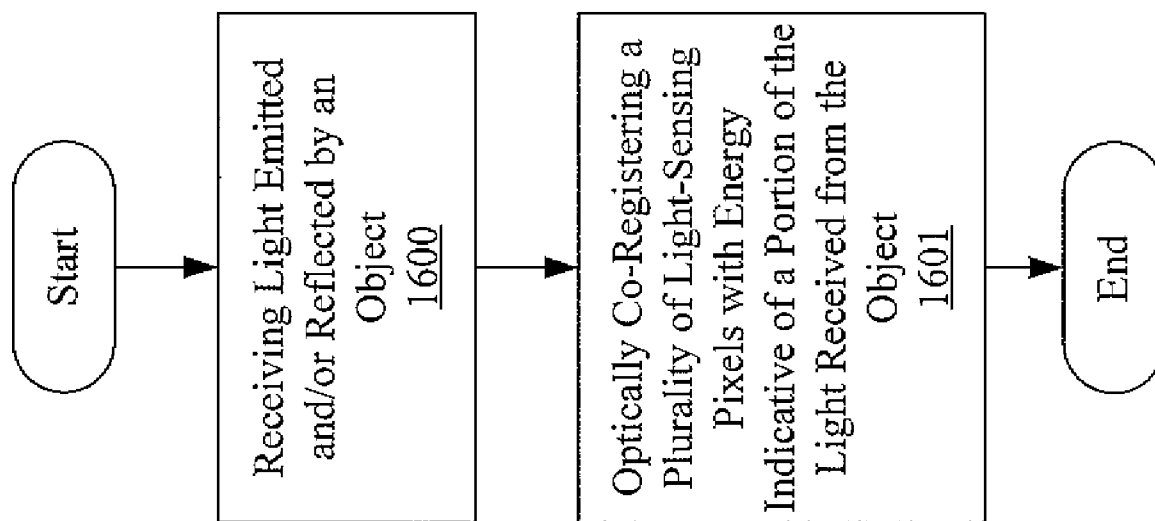 Start
Receiving Light Emitted
and/or Reflected by an
Object
1600
Optically Co-Registering a
Plurality of Light-Sensing
Pixels with Energy
Indicative of a Portion of the
Light Received from the
Object
1601
End